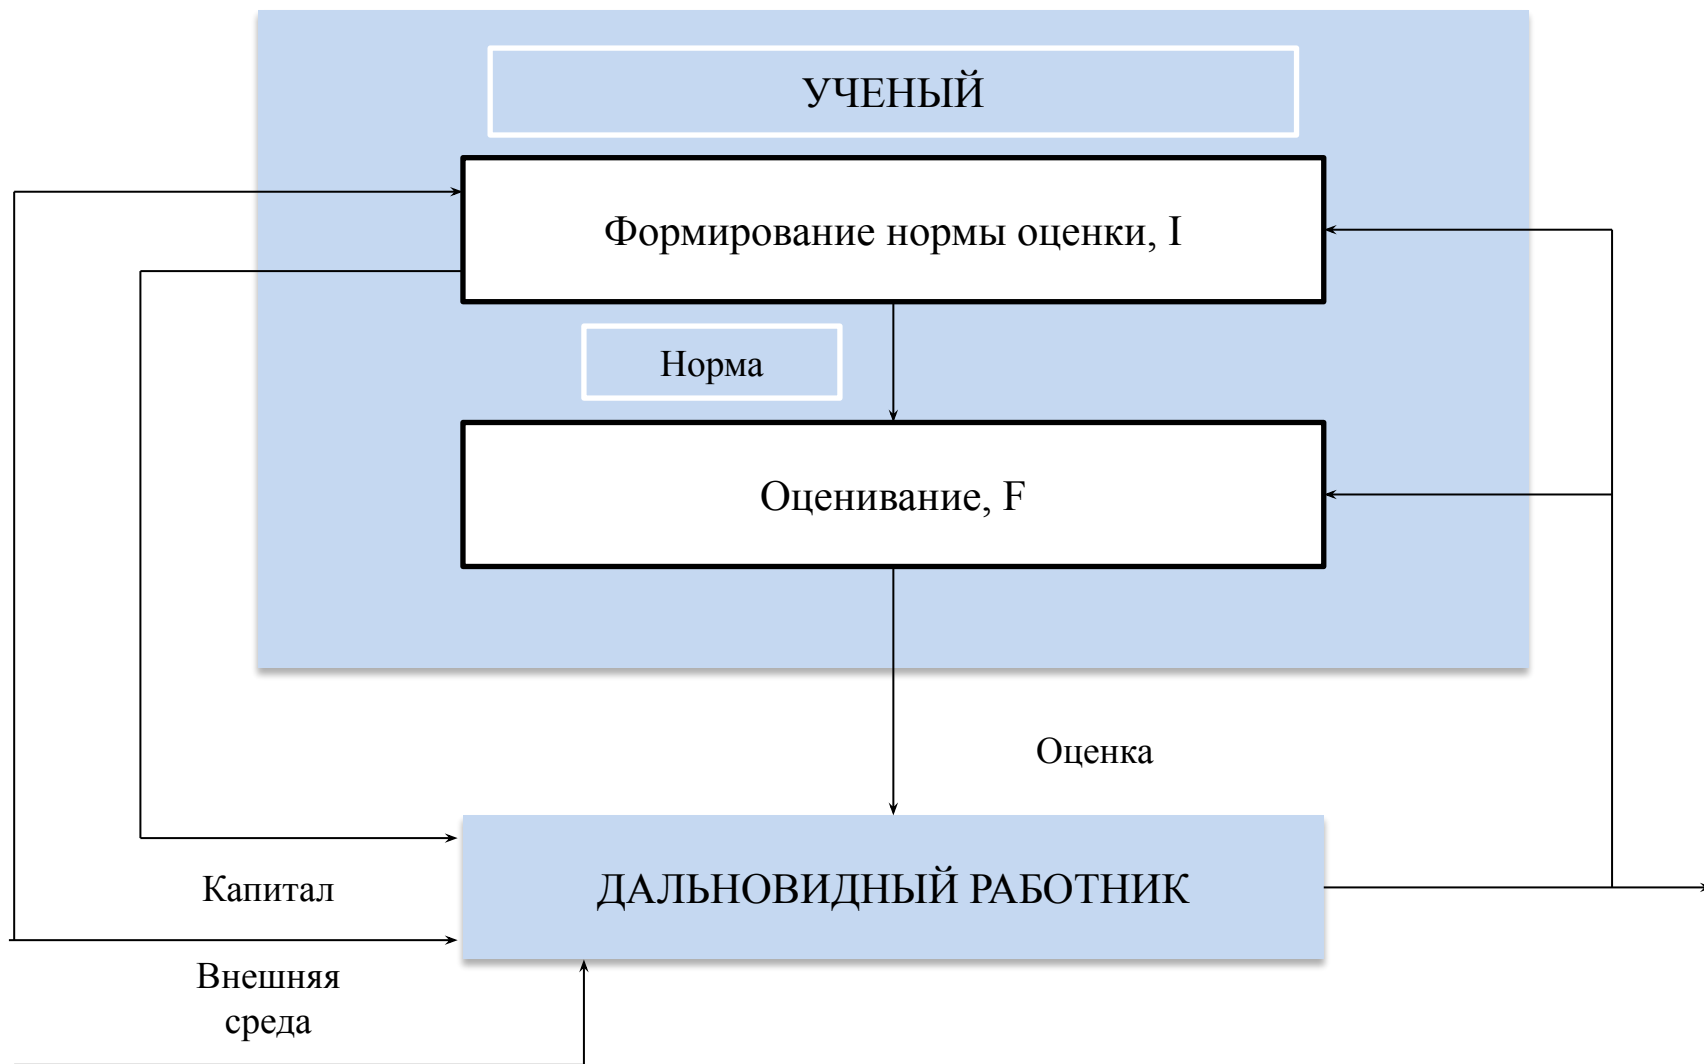 УЧЕНЫЙ
Формирование нормы оценки, I
Норма
Оценивание, F
Оценка
ДАЛЬНОВИДНЫЙ РАБОТНИК
Капитал
Внешняя
среда